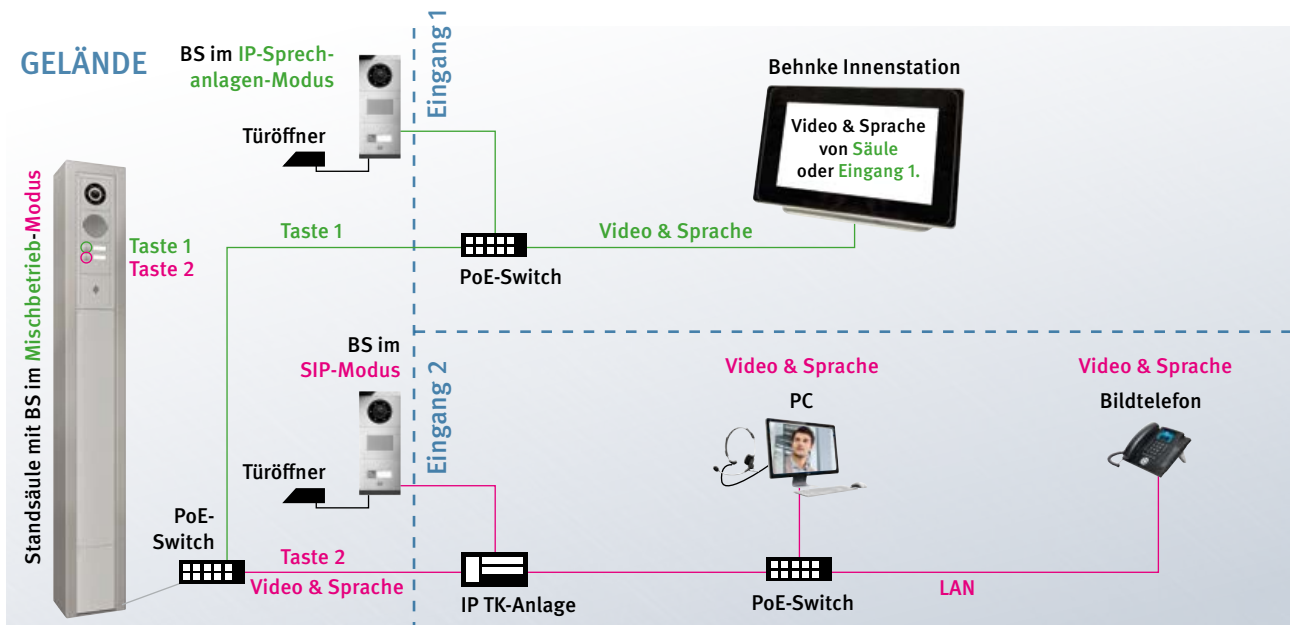 GELÄNDE
BS im IP-Sprech-
anlagen-Modus
Türöffner
Eingang 1
Behnke Innenstation
Video & Sprache
von Säule
oder Eingang 1.
Standsäule mit BS im Mischbetrieb-Modus
Taste 1
Taste 2
Taste 1
Video & Sprache
PoE-Switch
BS im
SIP-Modus
Türöffner
Eingang 2
Video & Sprache
PC
Video & Sprache
Bildtelefon
PoE-
Switch
Taste 2
Video & Sprache
IP TK-Anlage
PoE-Switch
LAN